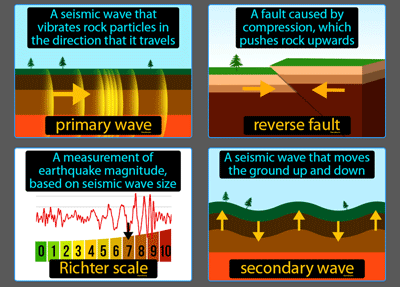 A seismic wave that
vibrates rock particles in
the direction that it travels
primary wave
A fault caused by
compression, which
pushes rock upwards
reverse fault
A measurement of
earthquake magnitude,
based on seismic wave size
0 1 2 3 4 5 6 7 8 9 10
Richter scale
A seismic wave that moves
the ground up and down
secondary wave